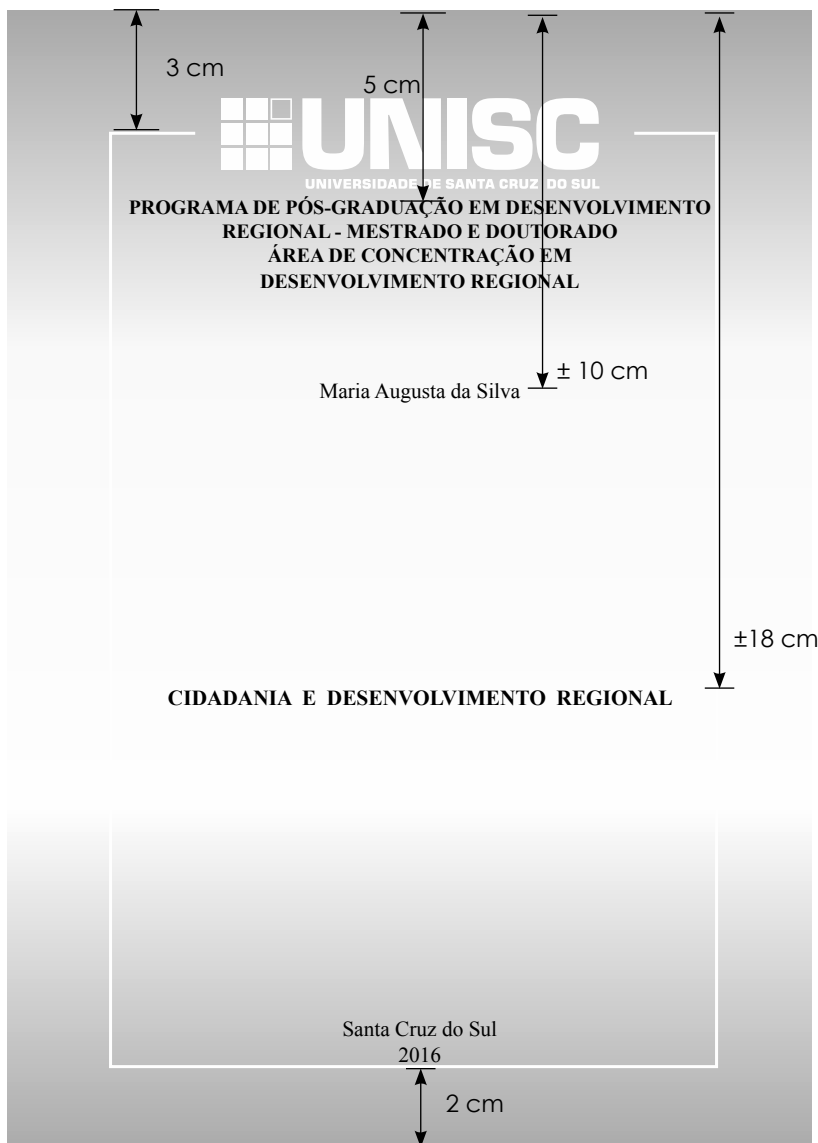 3 cm
5 cm
UNISC
UNIVERSIDADE DE SANTA CRUZ DO SUL
PROGRAMA DE PÓS-GRADUAÇÃO EM DESENVOLVIMENTO
REGIONAL - MESTRADO E DOUTORADO
ÁREA DE CONCENTRAÇÃO EM
DESENVOLVIMENTO REGIONAL
± 10 cm
Maria Augusta da Silva
±18 cm
CIDADANIA E DESENVOLVIMENTO REGIONAL
Santa Cruz do Sul
2016
2 cm